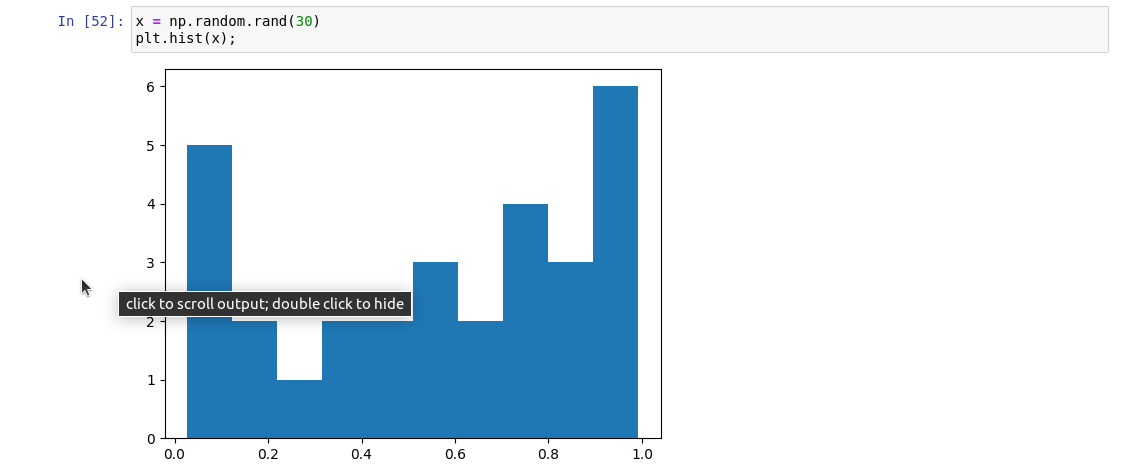 In [52]: x = np.random.rand(30)
plt.hist(x);
6
5
4
3
click to scroll output; double click to hide
2
1
0
0.0 0.2 0.4 0.6 0.8 1.0